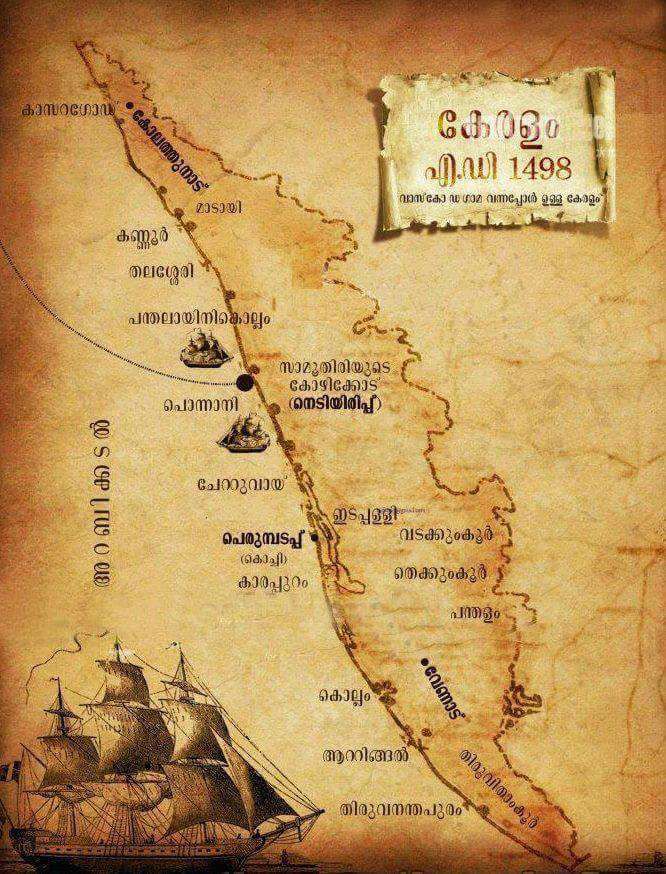 കേരളം
എ.ഡി 1498
വാസ്കോ ഡ ഗാമ വന്നപ്പോൾ ഉള്ള കേരളം
കാസറഗോഡ്
കോലത്തുനാട്
മാടായി
കണ്ണൂർ
തലശ്ശേരി
പന്തലായിനികൊല്ലം
സാമൂതിരിയുടെ
കോഴിക്കോട്
(നെടിയിരിപ്പ്)
പൊന്നാനി
അറബിക്കടൽ
ചേറ്റുവായ്
ഇടപ്പള്ളി
വടക്കുംകൂർ
പെരുമ്പടപ്പ്
(കൊച്ചി)
കാരപ്പുറം
തെക്കുംകൂർ
പന്തളം
വേണാട്
കൊല്ലം
ആറ്റിങ്ങൽ
തിരുവിതാംകൂർ
തിരുവനന്തപുരം